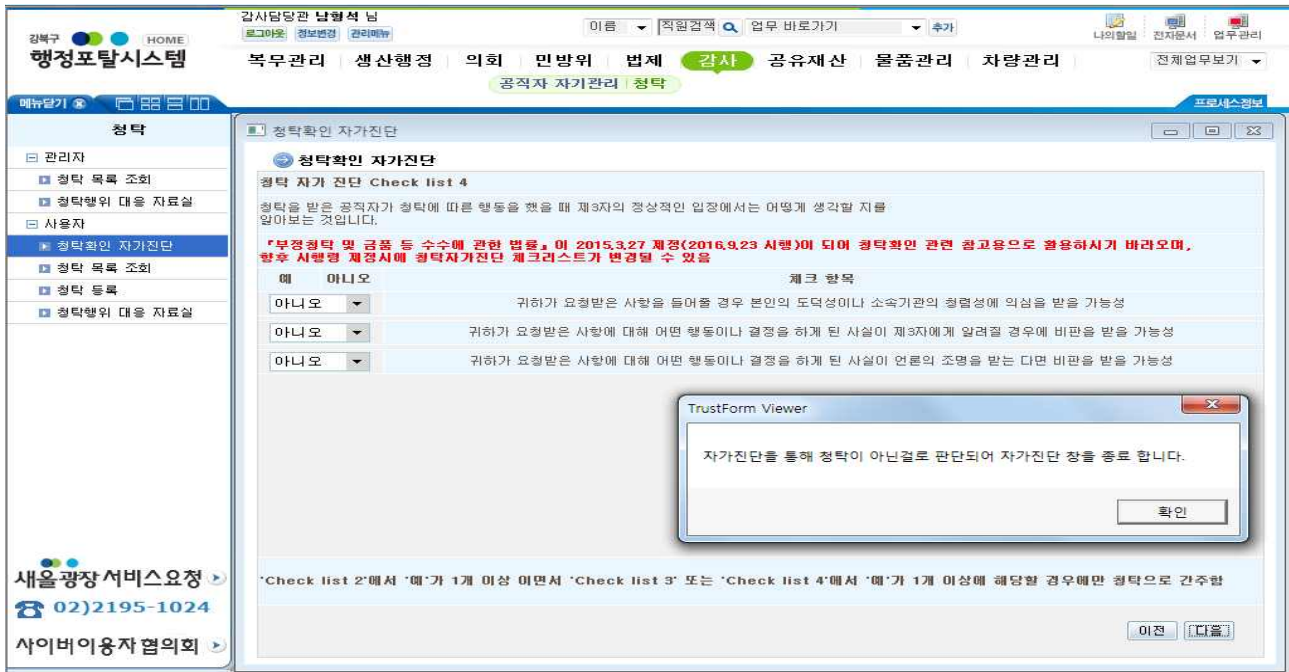 감사담당관 남형석 님
로그아웃 정보변경 관리메뉴
이름 직원검색 업무 바로가기 추가
나의할일 전자문서 업무관리
강북구 HOME
행정포탈시스템
복무관리 생산행정 의회 민방위 법제 감사 공유재산 물품관리 차량관리 전체업무보기
공직자 자기관리 청탁
메뉴닫기
프로세스정보
청탁
관리자
청탁 목록 조회
청탁행위 대응 자료실
사용자
청탁확인 자가진단
청탁 목록 조회
청탁 등록
청탁행위 대응 자료실
새올광장 서비스요청
02)2195-1024
사이버이용자협의회
청탁확인 자가진단
청탁확인 자가진단
청탁 자가 진단 Check list 4
청탁을 받은 공직자가 청탁에 따른 행동을 했을 때 제3자의 정상적인 입장에서는 어떻게 생각할 지를
알아보는 것입니다.
『부정청탁 및 금품 등 수수에 관한 법률』이 2015.3.27 제정(2016.9.23 시행)이 되어 청탁확인 관련 참고용으로 활용하시기 바라오며,
향후 시행령 제정시에 청탁자가진단 체크리스트가 변경될 수 있음
예 아니오 체크 항목
아니오 귀하가 요청받은 사항을 들어줄 경우 본인의 도덕성이나 소속기관의 청렴성에 의심을 받을 가능성
아니오 귀하가 요청받은 사항에 대해 어떤 행동이나 결정을 하게 된 사실이 제3자에게 알려질 경우에 비판을 받을 가능성
아니오 귀하가 요청받은 사항에 대해 어떤 행동이나 결정을 하게 된 사실이 언론의 조명을 받는 다면 비판을 받을 가능성
TrustForm Viewer
자가진단을 통해 청탁이 아닌걸로 판단되어 자가진단 창을 종료 합니다.
확인
'Check list 2'에서 '예'가 1개 이상 이면서 'Check list 3' 또는 'Check list 4'에서 '예'가 1개 이상에 해당할 경우에만 청탁으로 간주함
이전 다음